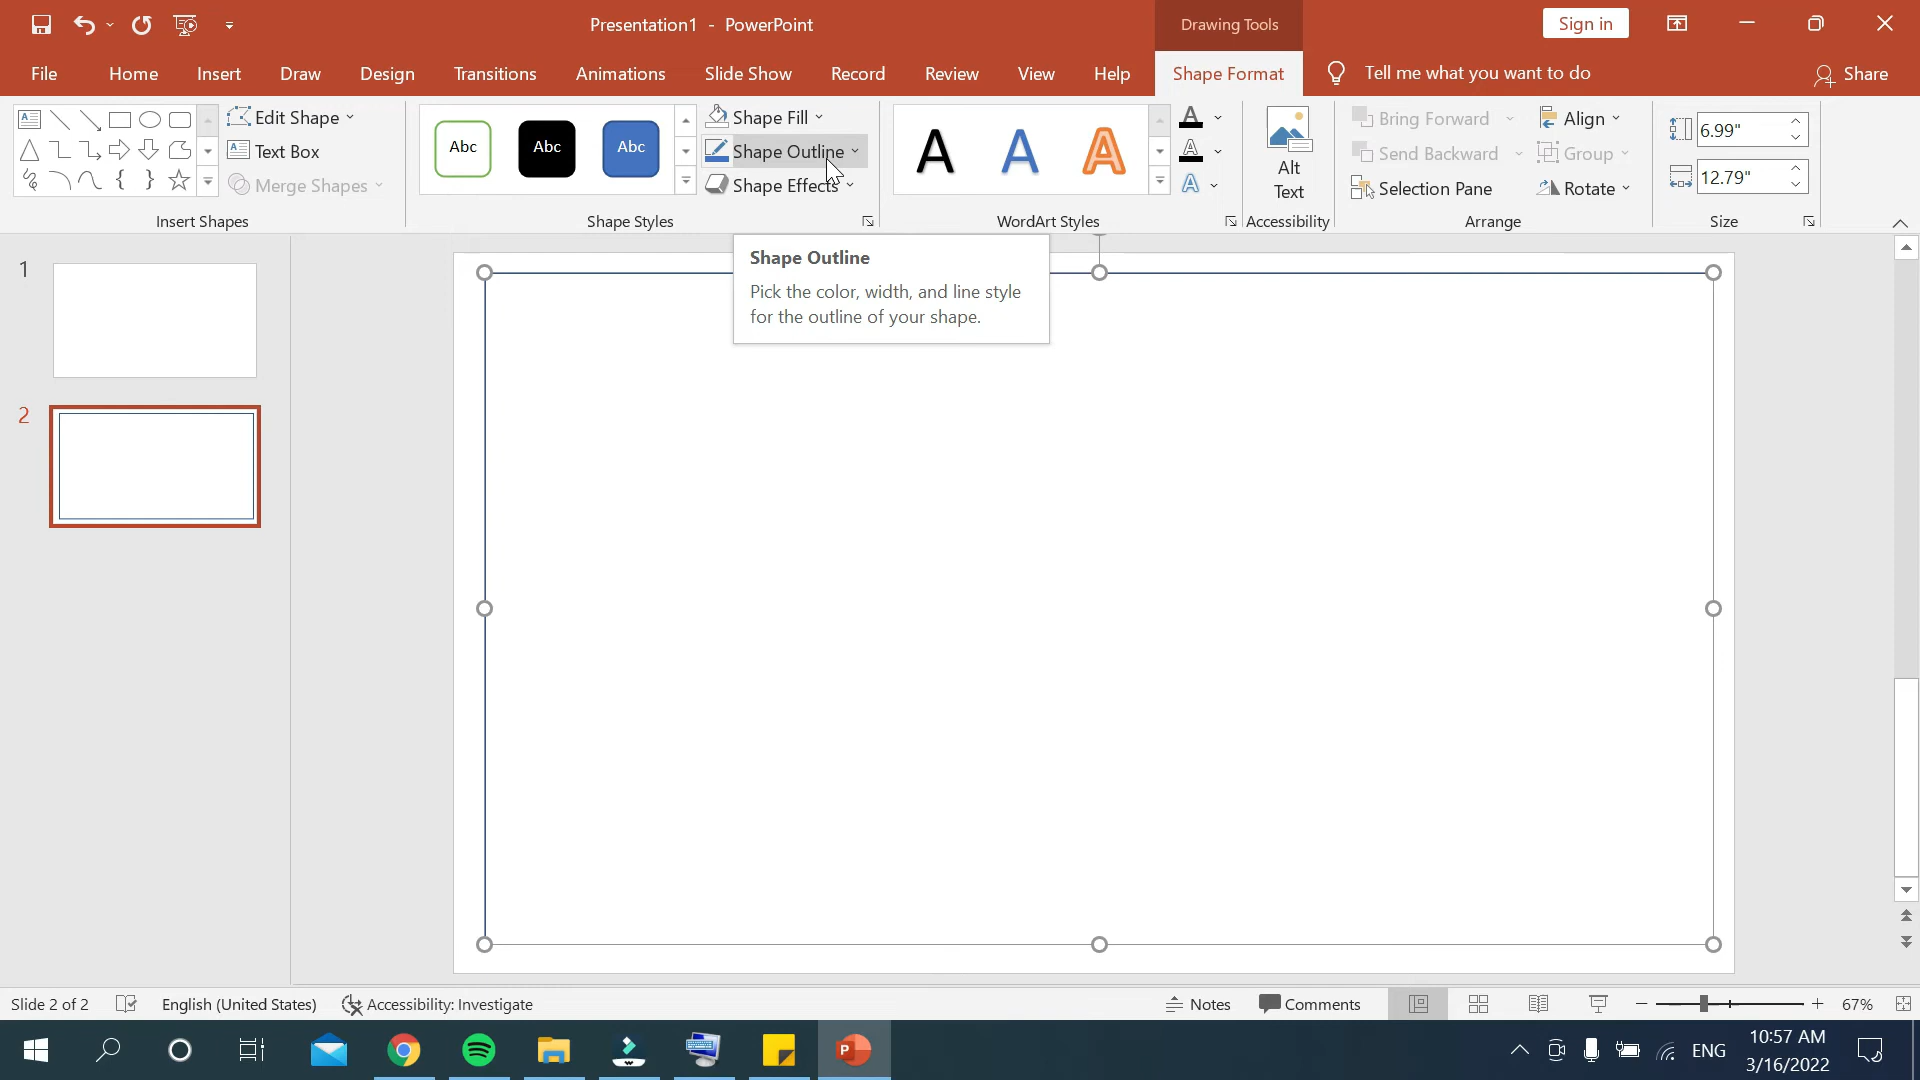 Presentation1 - PowerPoint
Drawing Tools
Sign in
File Home Insert Draw Design Transitions Animations Slide Show Record Review View Help Shape Format Tell me what you want to do Share
Edit Shape
Text Box
Merge Shapes
Insert Shapes
Abc Abc Abc
Shape Fill
Shape Outline
Shape Effects
Shape Styles
A A A
A
A
A
WordArt Styles
Alt
Text
Accessibility
Bring Forward
Send Backward
Selection Pane
Align
Group
Rotate
Arrange
6.99"
12.79"
Size
Shape Outline
Pick the color, width, and line style
for the outline of your shape.
1
2
Slide 2 of 2 English (United States) Accessibility: Investigate Notes Comments 67%
ENG
10:57 AM
3/16/2022